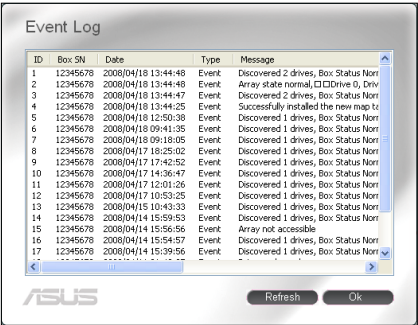 Event Log
ID Box SN Date Type Message
1 12345678 2008/04/18 13:44:48 Event Discovered 2 drives, Box Status Norr
2 12345678 2008/04/18 13:44:48 Event Array state normal,□□Drive 0, Driv
3 12345678 2008/04/18 13:44:47 Event Discovered 2 drives, Box Status Norr
4 12345678 2008/04/18 13:44:25 Event Successfully installed the new map ta
5 12345678 2008/04/18 12:50:38 Event Discovered 1 drives, Box Status Norr
6 12345678 2008/04/18 09:41:35 Event Discovered 1 drives, Box Status Norr
7 12345678 2008/04/18 09:18:05 Event Discovered 1 drives, Box Status Norr
8 12345678 2008/04/17 18:25:02 Event Discovered 1 drives, Box Status Norr
9 12345678 2008/04/17 17:42:52 Event Discovered 1 drives, Box Status Norr
10 12345678 2008/04/17 14:36:47 Event Discovered 1 drives, Box Status Norr
11 12345678 2008/04/17 12:01:26 Event Discovered 1 drives, Box Status Norr
12 12345678 2008/04/17 10:53:25 Event Discovered 1 drives, Box Status Norr
13 12345678 2008/04/15 10:43:33 Event Discovered 1 drives, Box Status Norr
14 12345678 2008/04/14 15:59:53 Event Discovered 1 drives, Box Status Norr
15 12345678 2008/04/14 15:56:56 Event Array not accessible
16 12345678 2008/04/14 15:54:57 Event Discovered 1 drives, Box Status Norr
17 12345678 2008/04/14 15:39:56 Event Discovered 1 drives, Box Status Norr
ASUS Refresh Ok